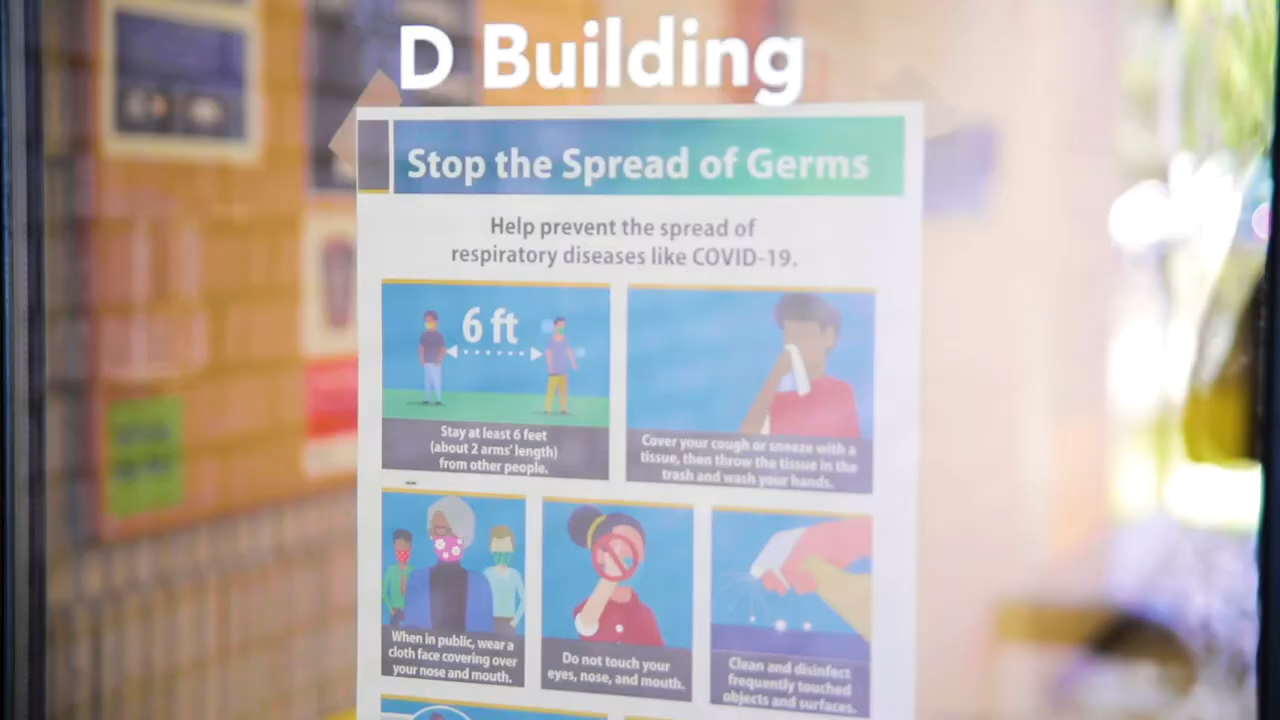 D Building
Stop the Spread of Germs
Help prevent the spread of
respiratory diseases like COVID-19.
6 ft
Stay at least 6 feet
(about 2 arms' length)
from other people.
Cover your cough or sneeze with a
tissue, then throw the tissue in the
trash and wash your hands.
When in public, wear a
cloth face covering over
your nose and mouth.
Do not touch your
eyes, nose, and mouth.
Clean and disinfect
frequently touched
objects and surfaces.